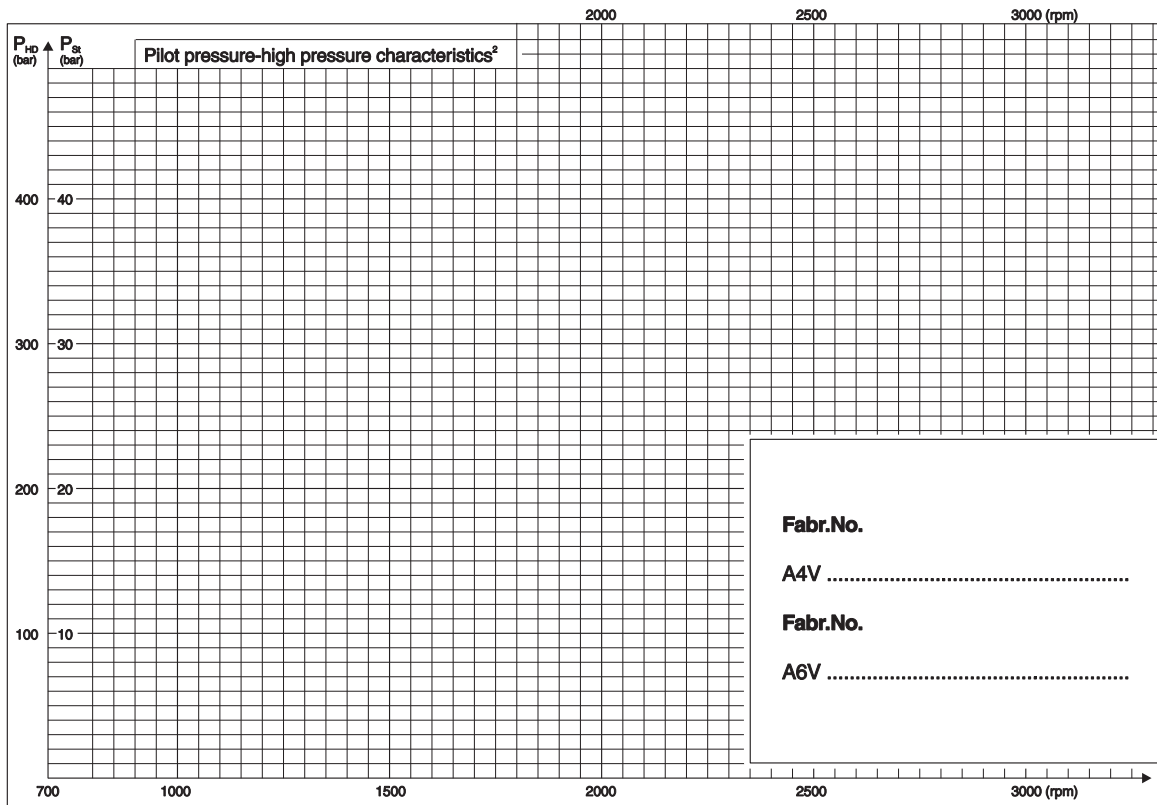 2000 2500 3000 (rpm)
P_HD P_St Pilot pressure-high pressure characteristics²
(bar) (bar)
400 40
300 30
200 20
Fabr.No.
A4V ....................................................
Fabr.No.
100 10
A6V ....................................................
700 1000 1500 2000 2500 3000 (rpm)